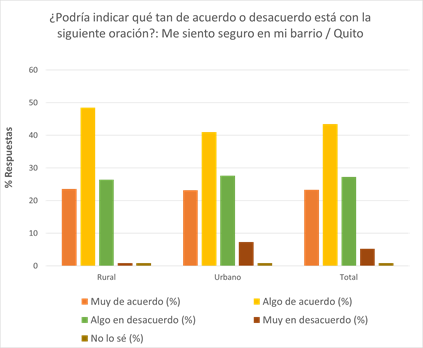 ¿Podría indicar qué tan de acuerdo o desacuerdo está con la
siguiente oración?: Me siento seguro en mi barrio / Quito
% Respuestas
60
50
40
30
20
10
0
Rural
Urbano
Total
Muy de acuerdo (%)
Algo de acuerdo (%)
Algo en desacuerdo (%)
Muy en desacuerdo (%)
No lo sé (%)